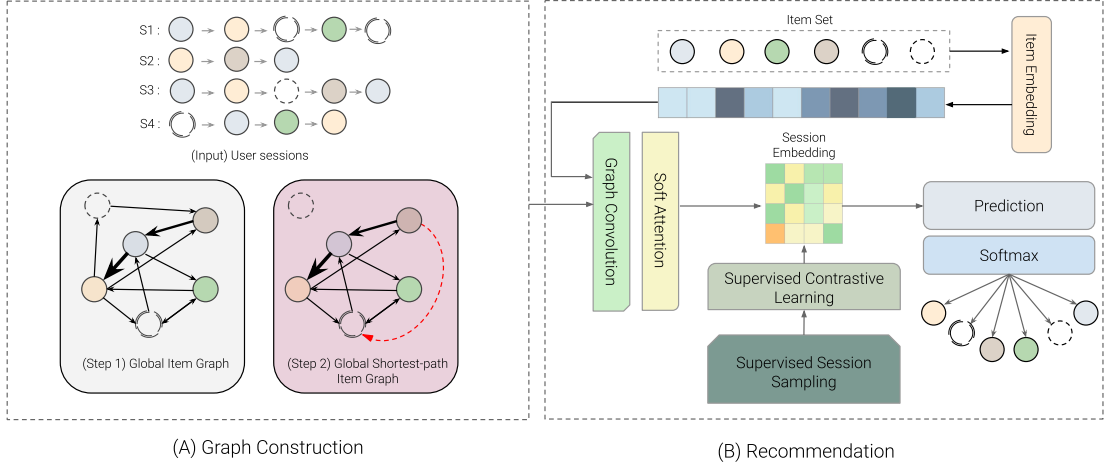 S1 :
S2 :
S3 :
S4 :
(Input) User sessions
(Step 1) Global Item Graph
(Step 2) Global Shortest-path
Item Graph
(A) Graph Construction
Item Set
Item Embedding
Graph Convolution
Soft Attention
Session
Embedding
Prediction
Softmax
Supervised Contrastive
Learning
Supervised Session
Sampling
(B) Recommendation